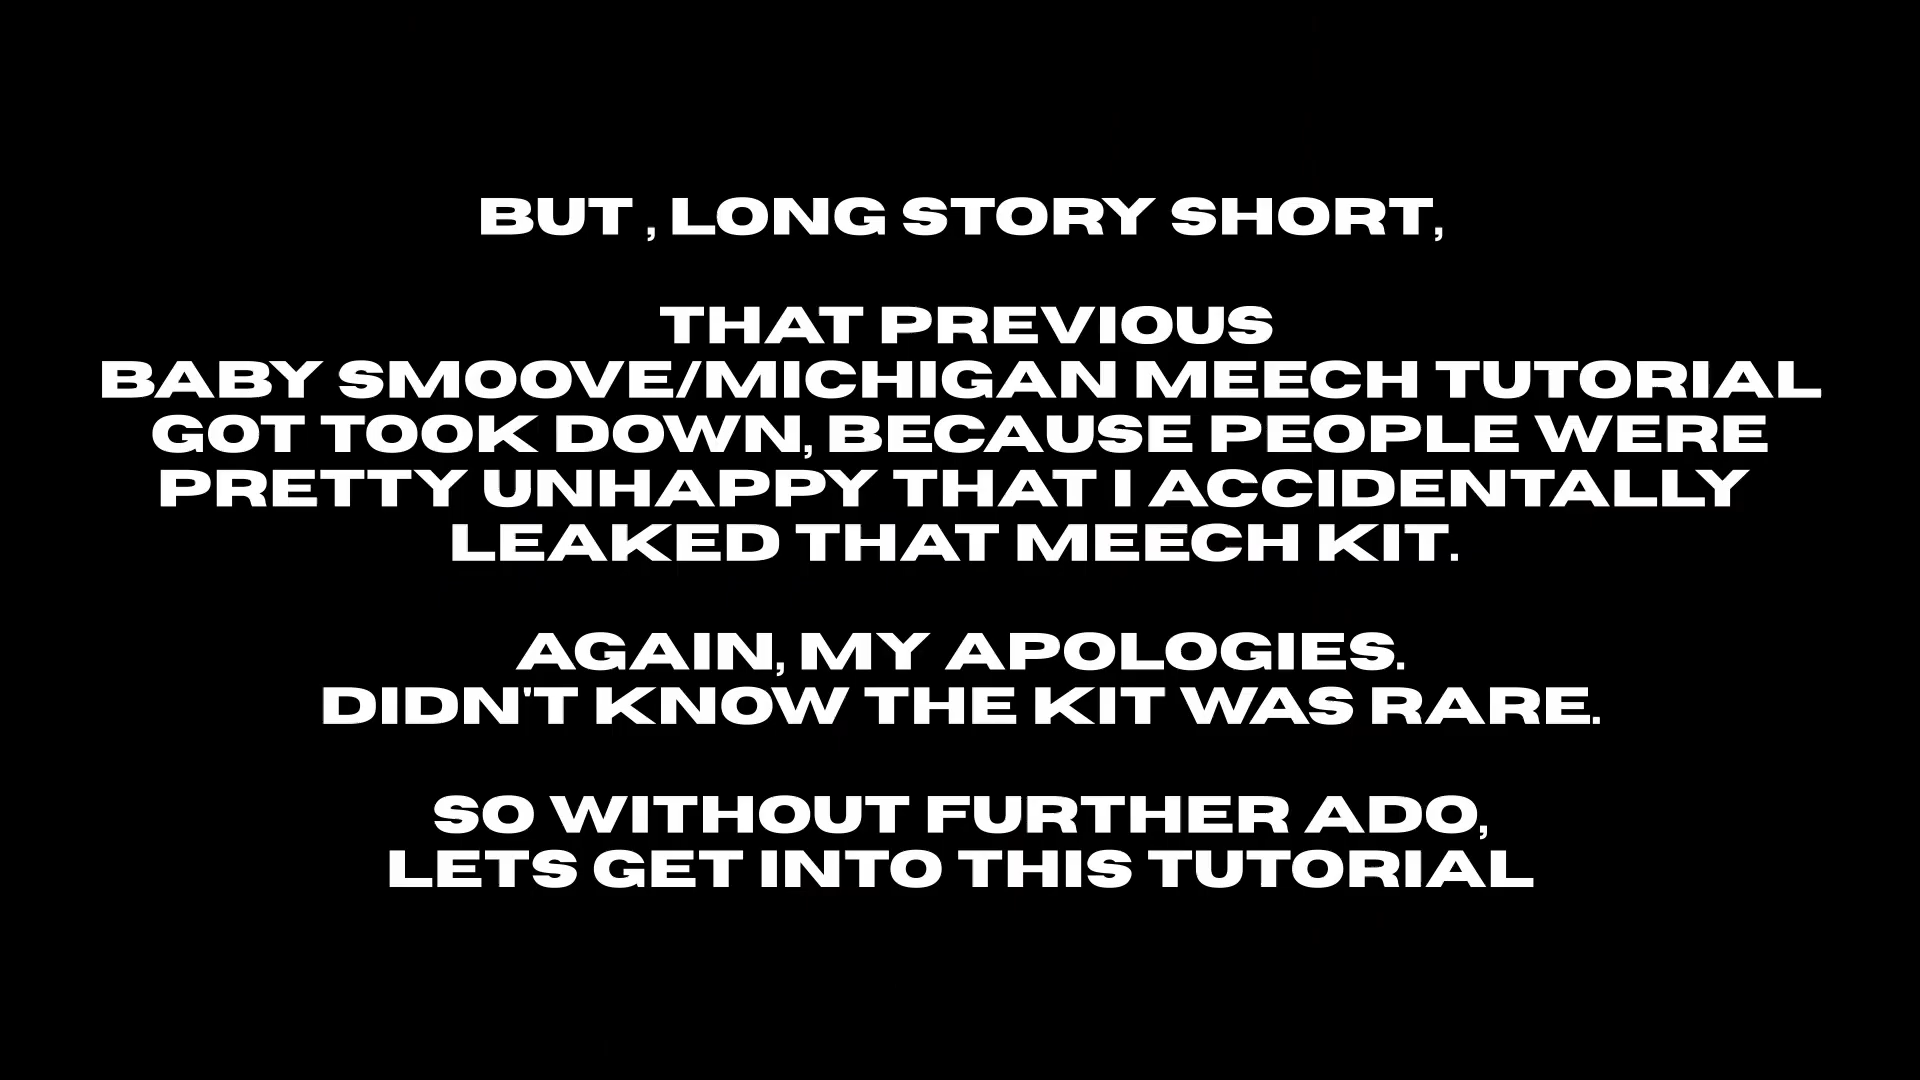 BUT , LONG STORY SHORT,
THAT PREVIOUS
BABY SMOOVE/MICHIGAN MEECH TUTORIAL
GOT TOOK DOWN, BECAUSE PEOPLE WERE
PRETTY UNHAPPY THAT I ACCIDENTALLY
LEAKED THAT MEECH KIT.
AGAIN, MY APOLOGIES.
DIDN'T KNOW THE KIT WAS RARE.
SO WITHOUT FURTHER ADO,
LETS GET INTO THIS TUTORIAL